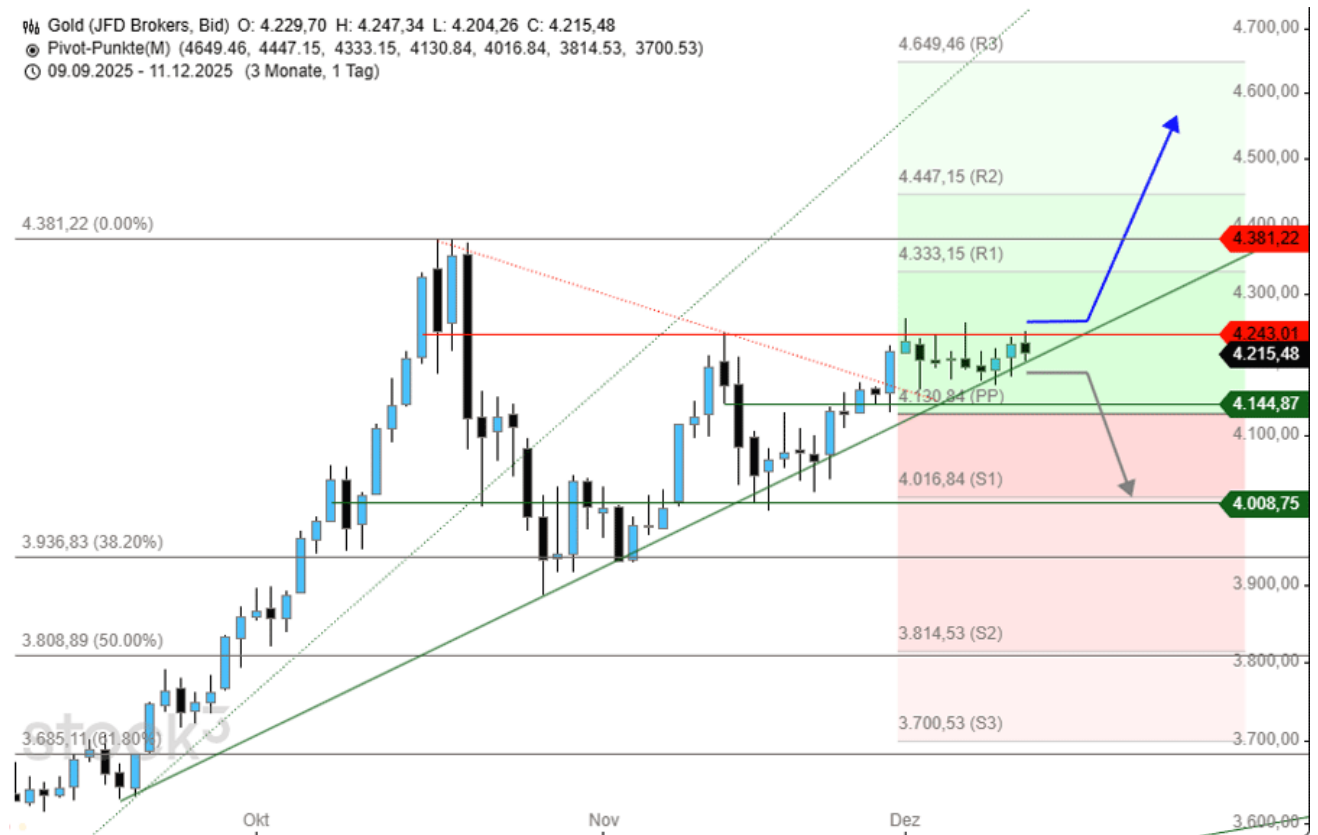 Gold (JFD Brokers, Bid) O: 4.229,70 H: 4.247,34 L: 4.204,26 C: 4.215,48
Pivot-Punkte(M) (4649.46, 4447.15, 4333.15, 4130.84, 4016.84, 3814.53, 3700.53)
09.09.2025 - 11.12.2025 (3 Monate, 1 Tag)
4.700,00
4.649,46 (R3)
4.600,00
4.500,00
4.447,15 (R2)
4.381,22 (0.00%)
4.400,00
4.381,22
4.333,15 (R1)
4.300,00
4.243,01
4.215,48
4.130,84 (PP)
4.144,87
4.100,00
4.016,84 (S1)
4.008,75
3.936,83 (38.20%)
3.900,00
3.808,89 (50.00%)
3.814,53 (S2)
3.800,00
stock3
3.685,11 (61.80%)
3.700,53 (S3)
3.700,00
Okt
Nov
Dez
3.600,00